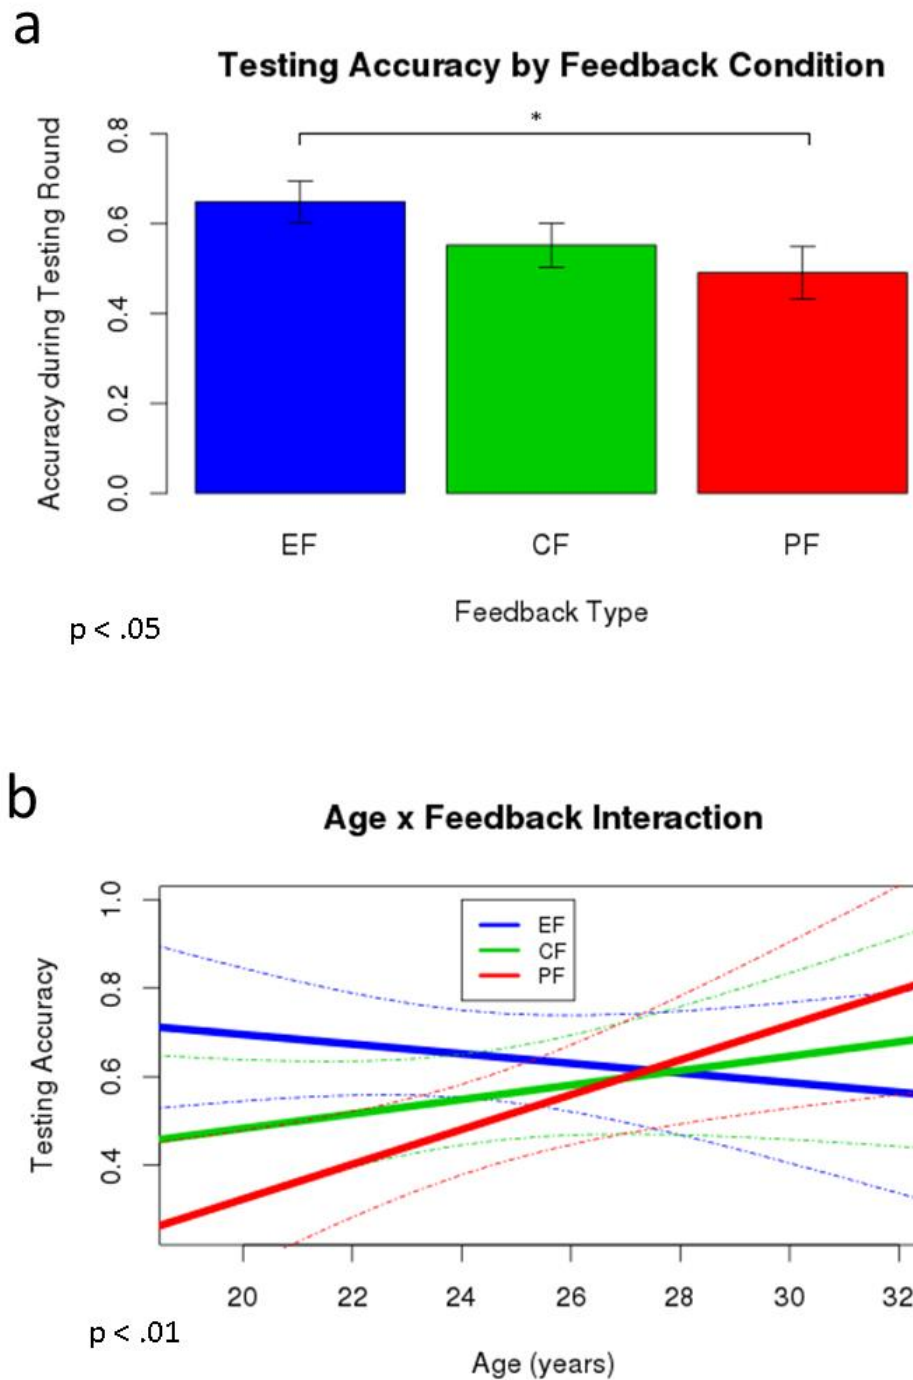 a
Testing Accuracy by Feedback Condition
*
Accuracy during Testing Round
0.8
0.6
0.4
0.2
0.0
EF CF PF
Feedback Type
p < .05
b
Age x Feedback Interaction
Testing Accuracy
1.0
0.8
0.6
0.4
EF
CF
PF
20 22 24 26 28 30 32
p < .01
Age (years)